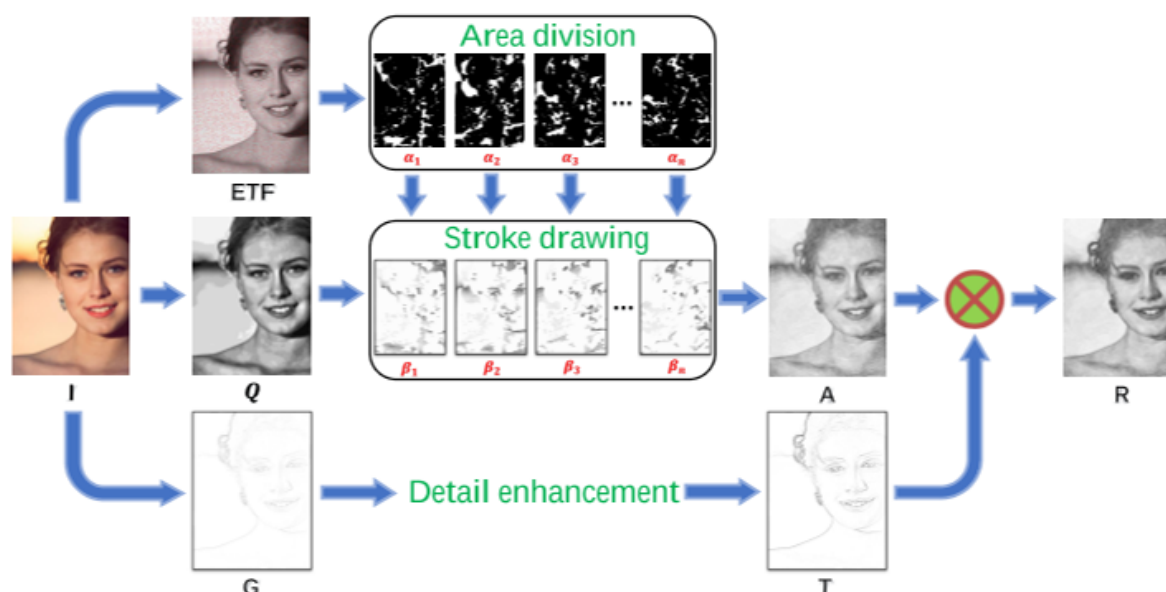 Area division
α1 α2 α3 ... αn
ETF
Stroke drawing
β1 β2 β3 ... βn
I
Q
A
R
Detail enhancement
G
T